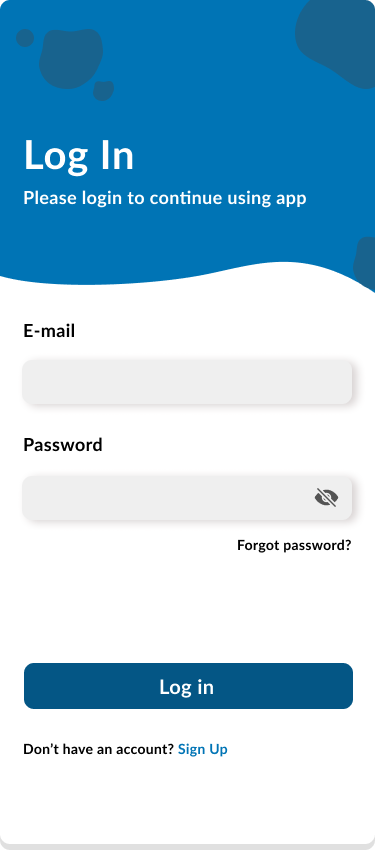 Log In
Please login to continue using app
E-mail
Password
Forgot password?
Log in
Don’t have an account? Sign Up